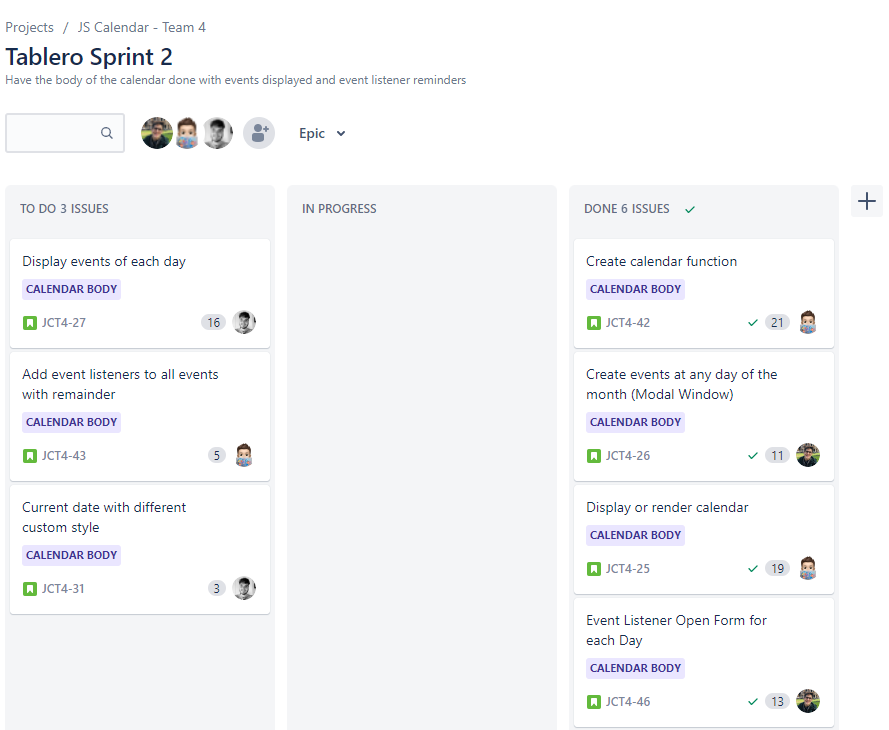 Projects / JS Calendar - Team 4
Tablero Sprint 2
Have the body of the calendar done with events displayed and event listener reminders
Epic
TO DO 3 ISSUES
Display events of each day
CALENDAR BODY
JCT4-27 16
Add event listeners to all events
with remainder
CALENDAR BODY
JCT4-43 5
Current date with different
custom style
CALENDAR BODY
JCT4-31 3
IN PROGRESS
DONE 6 ISSUES
Create calendar function
CALENDAR BODY
JCT4-42 21
Create events at any day of the
month (Modal Window)
CALENDAR BODY
JCT4-26 11
Display or render calendar
CALENDAR BODY
JCT4-25 19
Event Listener Open Form for
each Day
CALENDAR BODY
JCT4-46 13